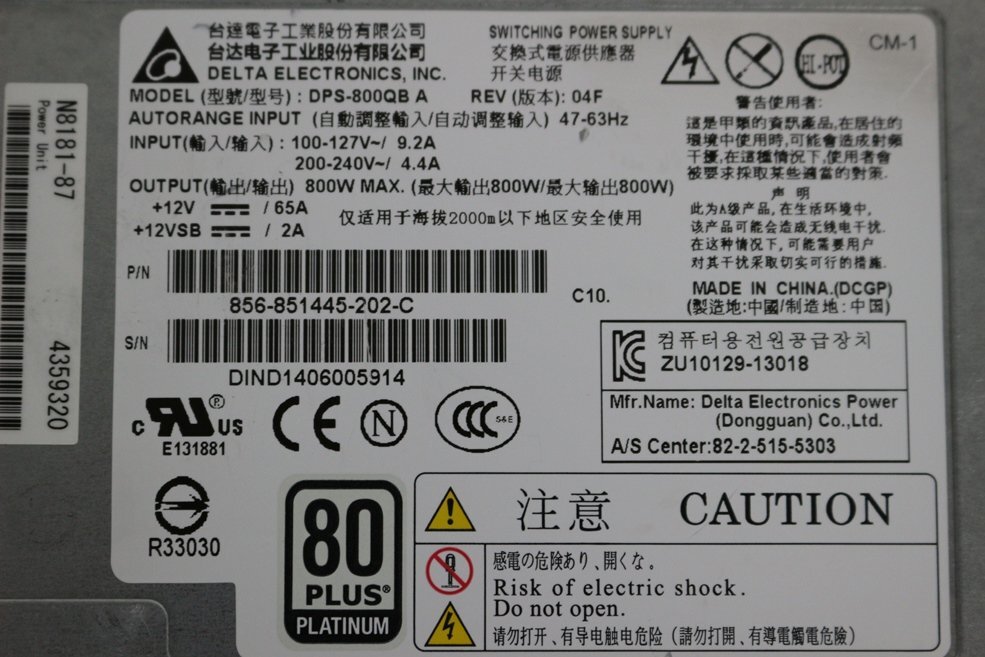 台達電子工業股份有限公司
台达电子工业股份有限公司
DELTA ELECTRONICS, INC.
SWITCHING POWER SUPPLY
交換式電源供應器
开关电源
HI-POT
CM-1
MODEL (型號/型号) : DPS-800QB A REV (版本): 04F
AUTORANGE INPUT (自動調整輸入/自动调整输入) 47-63Hz
INPUT(輸入/输入) : 100-127V~/ 9.2A
200-240V~/ 4.4A
OUTPUT(輸出/输出) 800W MAX. (最大輸出800W/最大输出800W)
+12V / 65A
+12VSB / 2A
仅适用于海拔2000m以下地区安全使用
警告使用者:
這是甲類的資訊產品,在居住的
環境中使用時,可能會造成射頻
干擾,在這種情況下,使用者會
被要求採取某些適當的對策.
声 明
此为A级产品,在生活环境中,
该产品可能会造成无线电干扰.
在这种情况下,可能需要用户
对其干扰采取切实可行的措施.
MADE IN CHINA.(DCGP)
(製造地:中國/制造地:中国)
P/N
856-851445-202-C
C10.
S/N
DIND1406005914
컴퓨터용전원공급장치
ZU10129-13018
Mfr.Name: Delta Electronics Power
(Dongguan) Co.,Ltd.
A/S Center:82-2-515-5303
c RU US
E131881
CE
N
CCC S&E
R33030
80
PLUS®
PLATINUM
注意 CAUTION
感電の危険あり、開くな。
Risk of electric shock.
Do not open.
请勿打开、有导电触电危险(請勿打開、有導電觸電危險)
N8181-87
Power Unit
4359320